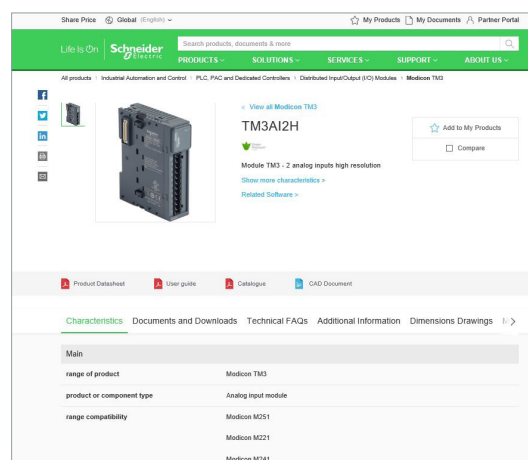 Share Price Global (English) My Products My Documents Partner Portal
Life Is On Schneider Electric
Search products, documents & more
PRODUCTS SOLUTIONS SERVICES SUPPORT ABOUT US
All products Industrial Automation and Control PLC, PAC and Dedicated Controllers Distributed Input/Output (I/O) Modules Modicon TM3
< View all Modicon TM3
TM3AI2H
Add to My Products
Compare
Module TM3 - 2 analog inputs high resolution
Show more characteristics >
Related Software >
Product Datasheet User guide Catalogue CAD Document
Characteristics Documents and Downloads Technical FAQs Additional Information Dimensions Drawings
Main
range of product Modicon TM3
product or component type Analog input module
range compatibility Modicon M251
Modicon M221
Modicon M241